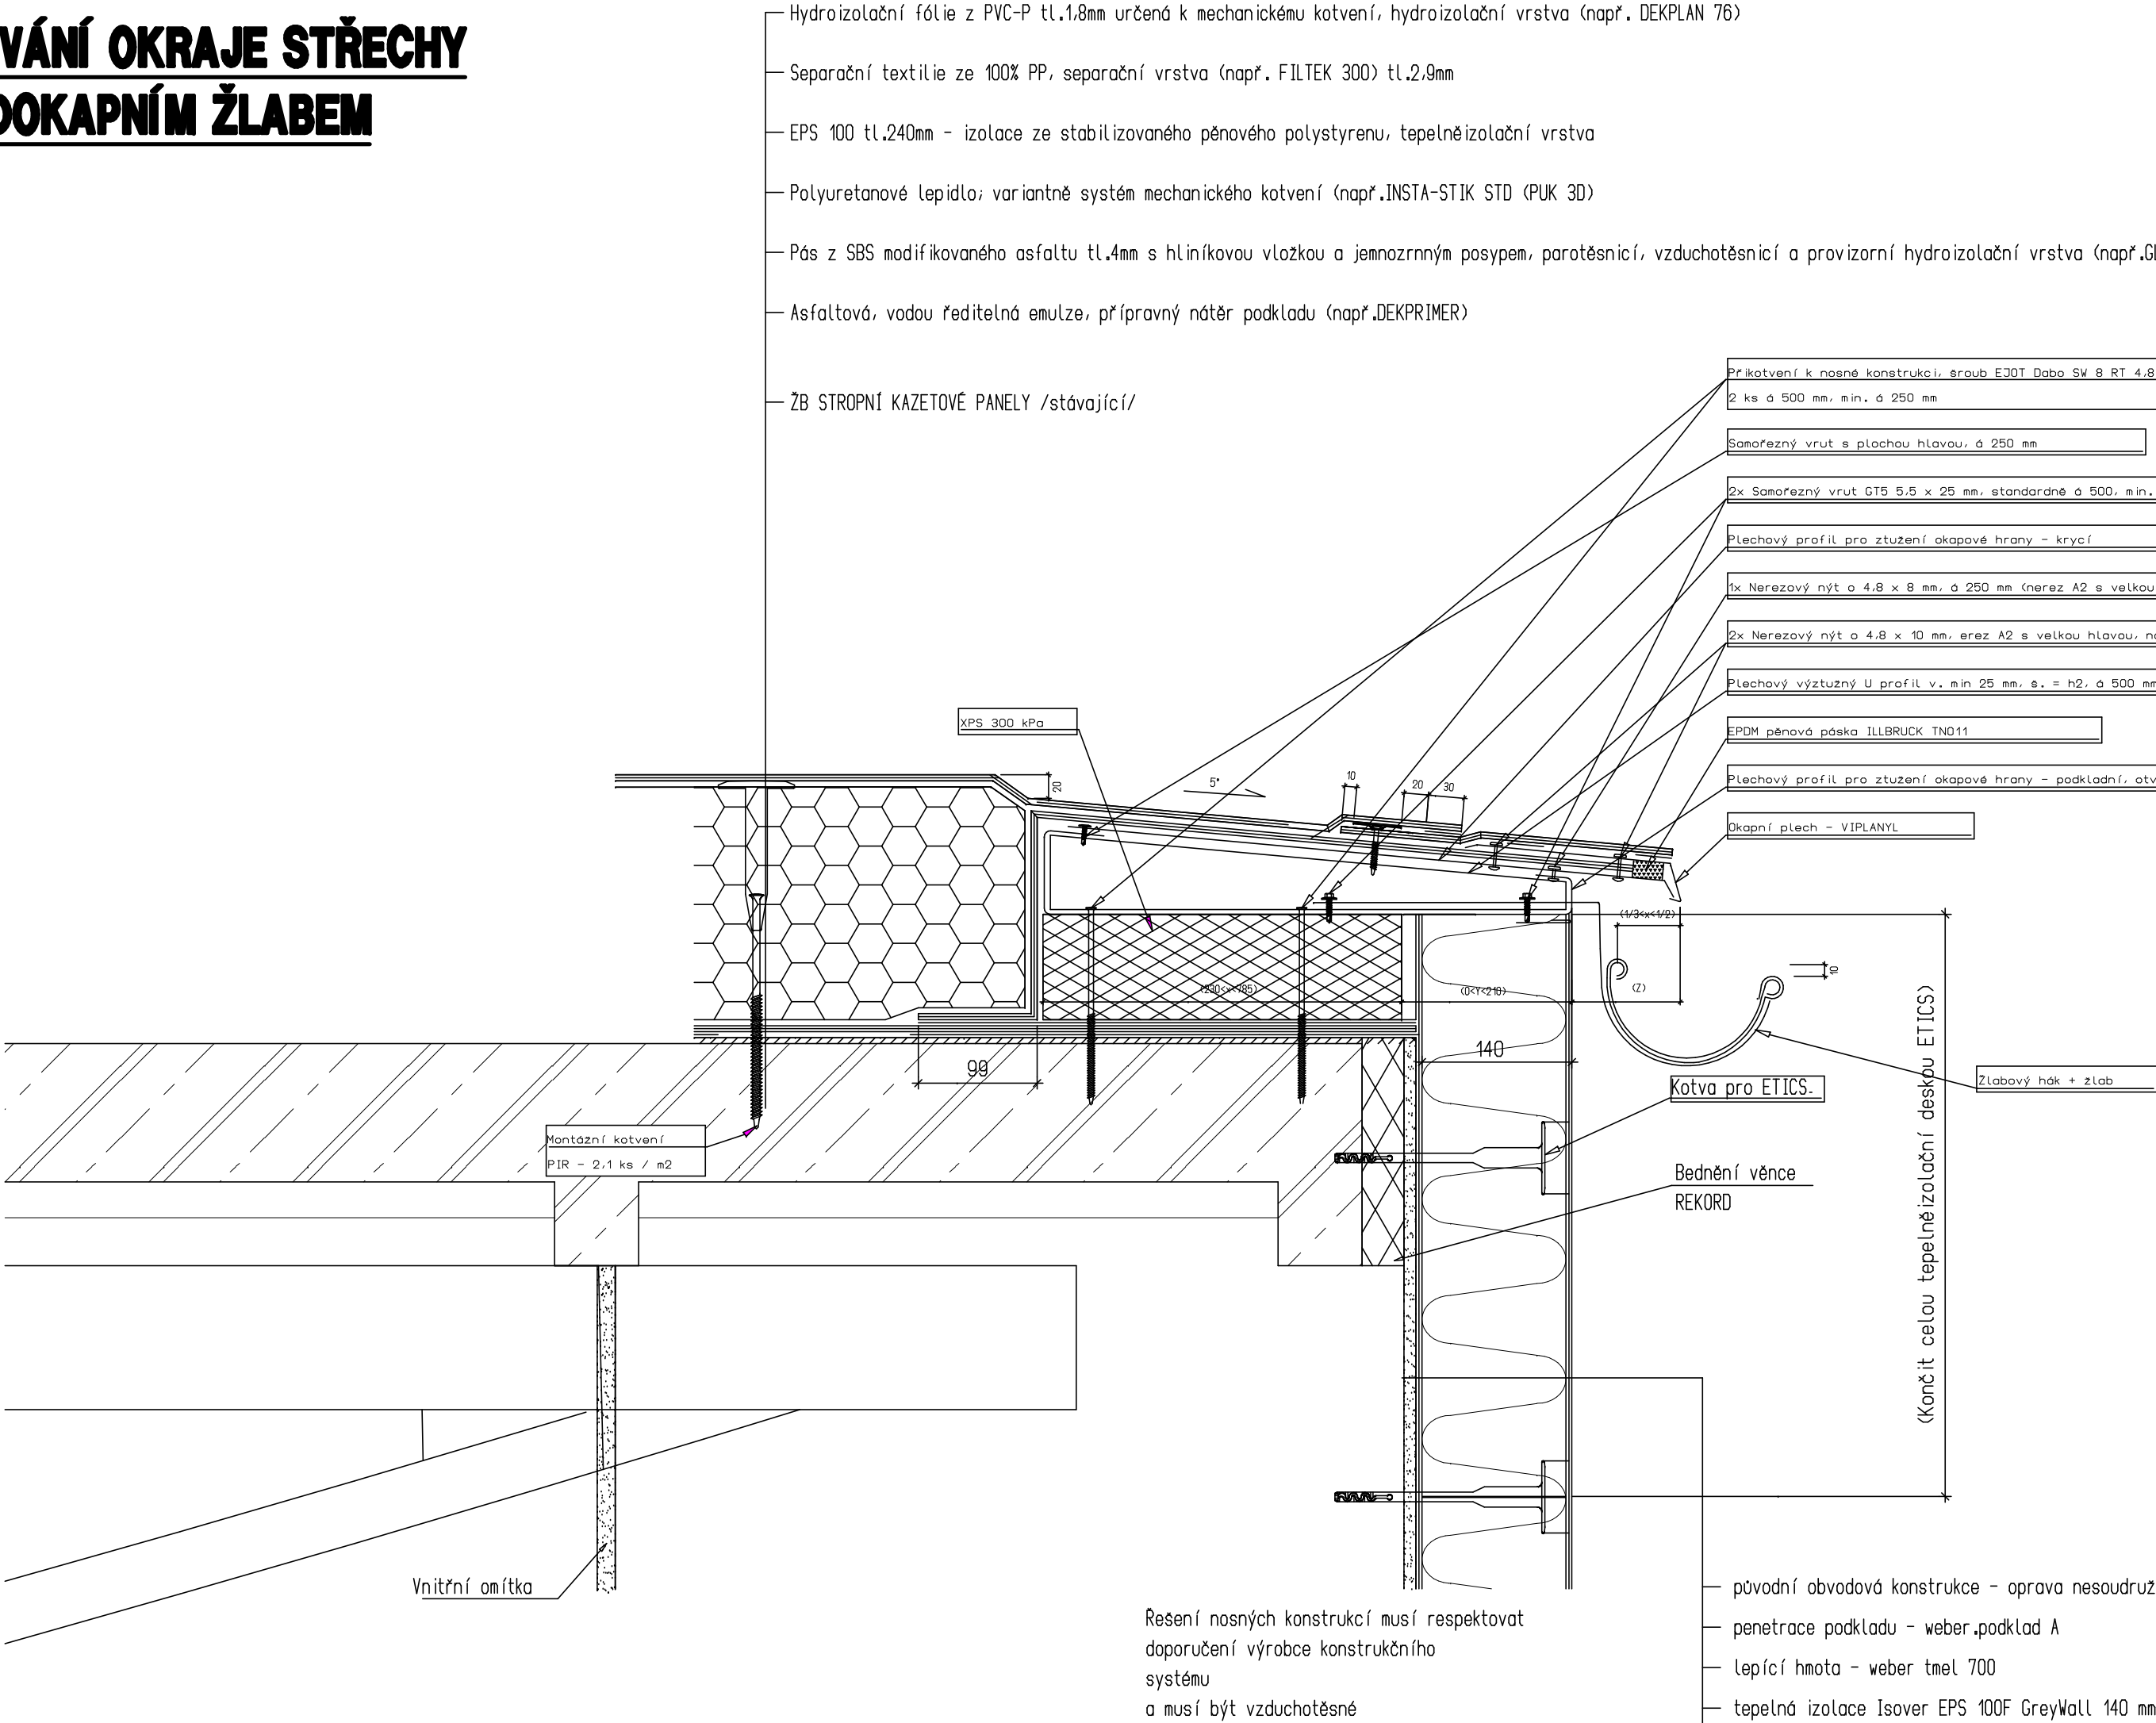 VÁNÍ OKRAJE STŘECHY
OKAPNÍM ŽLABEM
Hydroizolační fólie z PVC-P tl.1,8mm určená k mechanickému kotvení, hydroizolační vrstva (např. DEKPLAN 76)
Separační textilie ze 100% PP, separační vrstva (např. FILTEK 300) tl.2,9mm
EPS 100 tl.240mm - izolace ze stabilizovaného pěnového polystyrenu, tepelněizolační vrstva
Polyuretanové lepidlo; variantně systém mechanického kotvení (např.INSTA-STIK STD (PUK 3D)
Pás z SBS modifikovaného asfaltu tl.4mm s hliníkovou vložkou a jemnozrnným posypem, parotěsnicí, vzduchotěsnicí a provizorní hydroizolační vrstva (např.
Asfaltová, vodou ředitelná emulze, přípravný nátěr podkladu (např.DEKPRIMER)
ŽB STROPNÍ KAZETOVÉ PANELY /stávající/
Přikotvení k nosné konstrukci, šroub EJOT Dabo SW 8 RT 4,8
2 ks á 500 mm, min. á 250 mm
Samořezný vrut s plochou hlavou, á 250 mm
2x Samořezný vrut GT5 5,5 x 25 mm, standardně á 500, min.
Plechový profil pro ztužení okapové hrany - krycí
1x Nerezový nýt o 4,8 x 8 mm, á 250 mm (nerez A2 s velkou
2x Nerezový nýt o 4,8 x 10 mm, erez A2 s velkou hlavou,
Plechový výztužný U profil v. min 25 mm, š. = h2, á 500 mm
EPDM pěnová páska ILLBRUCK TN011
Plechový profil pro ztužení okapové hrany - podkladní,
Okapní plech - VIPLANYL
XPS 300 kPa
20
5°
10
20
30
(1/3<x<1/2)
10
(230<x<785)
(0<Y<210)
(Z)
99
140
Kotva pro ETICS.
Žlabový hák + žlab
(Končit celou tepelněizolační deskou ETICS)
Montážní kotvení
PIR - 2,1 ks / m2
Bednění věnce
REKORD
Vnitřní omítka
Řešení nosných konstrukcí musí respektovat
doporučení výrobce konstrukčního
systému
a musí být vzduchotěsné
původní obvodová konstrukce - oprava
penetrace podkladu - weber.podklad A
lepící hmota - weber tmel 700
tepelná izolace Isover EPS 100F GreyWall 140 mm